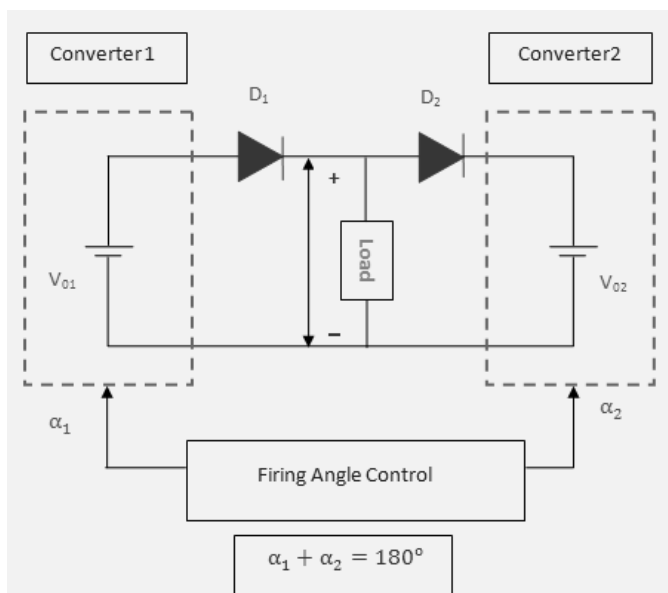 Converter1
Converter2
D₁
D₂
+
Load
V₀₁
V₀₂
−
α₁
α₂
Firing Angle Control
α₁ + α₂ = 180°